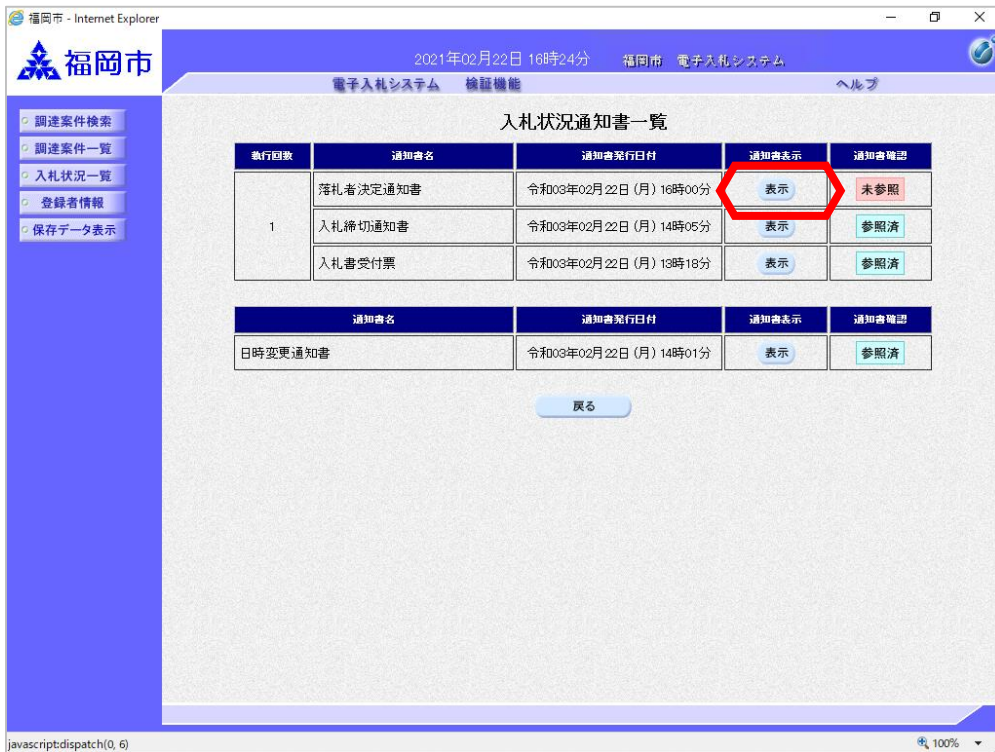 福岡市 - Internet Explorer
福岡市
2021年02月22日 16時24分 福岡市 電子入札システム
電子入札システム 検証機能 ヘルプ
調達案件検索
調達案件一覧
入札状況一覧
登録者情報
保存データ表示
入札状況通知書一覧
執行回数 通知書名 通知書発行日付 通知書表示 通知書確認
落札者決定通知書 令和03年02月22日 (月) 16時00分 表示 未参照
1 入札締切通知書 令和03年02月22日 (月) 14時05分 表示 参照済
入札書受付票 令和03年02月22日 (月) 13時18分 表示 参照済
通知書名 通知書発行日付 通知書表示 通知書確認
日時変更通知書 令和03年02月22日 (月) 14時01分 表示 参照済
戻る
javascript:dispatch(0, 6) 100%